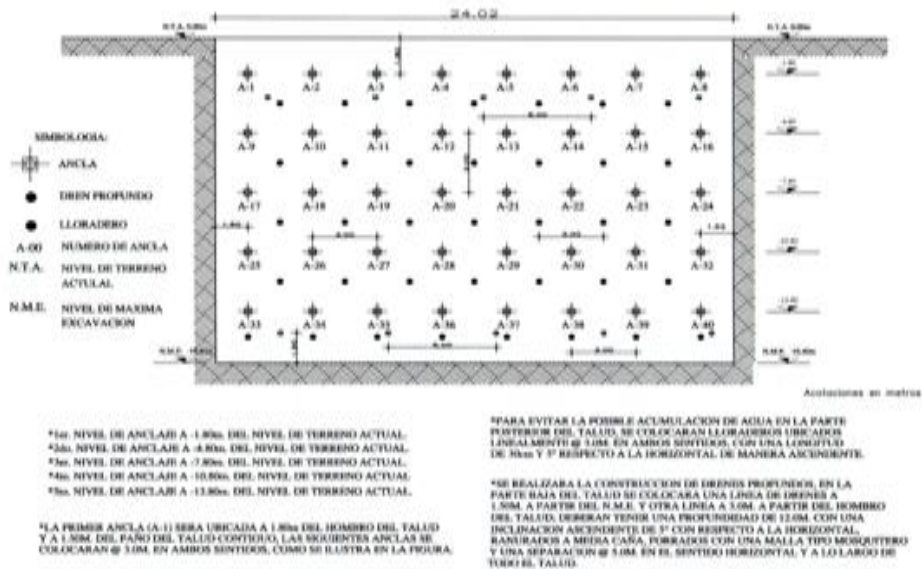 24.02
N.T.A. 0.00m
N.T.A. 0.00m
A-1 A-2 A-3 A-4 A-5 A-6 A-7 A-8
A-9 A-10 A-11 A-12 A-13 A-14 A-15 A-16
A-17 A-18 A-19 A-20 A-21 A-22 A-23 A-24
A-25 A-26 A-27 A-28 A-29 A-30 A-31 A-32
A-33 A-34 A-35 A-36 A-37 A-38 A-39 A-40
SIMBOLOGIA:
ANCLA
DREN PROFUNDO
LLORADERO
A-00 NUMERO DE ANCLA
N.T.A. NIVEL DE TERRENO
ACTULAL
N.M.E. NIVEL DE MAXIMA
EXCAVACION
N.M.E.
N.M.E.
Acotaciones en metros
*1er. NIVEL DE ANCLAJE A -1.80m. DEL NIVEL DE TERRENO ACTUAL.
*2do. NIVEL DE ANCLAJE A -4.80m. DEL NIVEL DE TERRENO ACTUAL.
*3er. NIVEL DE ANCLAJE A -7.80m. DEL NIVEL DE TERRENO ACTUAL.
*4to. NIVEL DE ANCLAJE A -10.80m. DEL NIVEL DE TERRENO ACTUAL.
*5to. NIVEL DE ANCLAJE A -13.80m. DEL NIVEL DE TERRENO ACTUAL.
*LA PRIMER ANCLA (A-1) SERA UBICADA A 1.80m DEL HOMBRO DEL TALUD
Y A 1.50M. DEL PAÑO DEL TALUD CONTIGUO, LAS SIGUIENTES ANCLAS SE
COLOCARAN @ 3.0M. EN AMBOS SENTIDOS, COMO SE ILUSTRA EN LA FIGURA.
*PARA EVITAR LA POSIBLE ACUMULACION DE AGUA EN LA PARTE
POSTERIOR DEL TALUD, SE COLOCARAN LLORADEROS UBICADOS
LINEALMENTE @ 3.0M. EN AMBOS SENTIDOS, CON UNA LONGITUD
DE 30cm Y 5° RESPECTO A LA HORIZONTAL DE MANERA ASCENDENTE.
*SE REALIZARA LA CONSTRUCCION DE DRENES PROFUNDOS, EN LA
PARTE BAJA DEL TALUD SE COLOCARA UNA LINEA DE DRENES A
1.50M. A PARTIR DEL N.M.E. Y OTRA LINEA A 3.0M. A PARTIR DEL HOMBRO
DEL TALUD; DEBERAN TENER UNA PROFUNDIDAD DE 12.0M. CON UNA
INCLINACION ASCENDENTE DE 5° CON RESPECTO A LA HORIZONTAL,
RANURADOS A MEDIA CAÑA, FORRADOS CON UNA MALLA TIPO MOSQUITERO
Y UNA SEPARACION @ 5.0M. EN EL SENTIDO HORIZONTAL Y A LO LARGO DE
TODO EL TALUD.